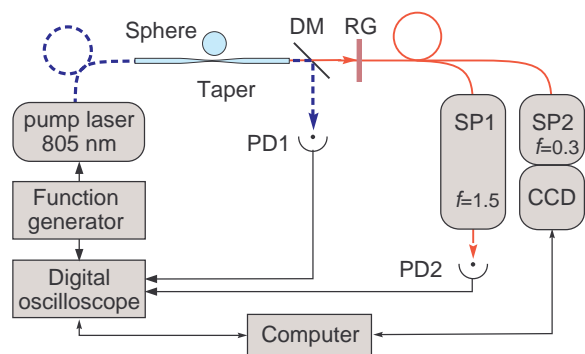 Sphere
DM
RG
Taper
pump laser
805 nm
PD1
SP1
f=1.5
SP2
f=0.3
CCD
Function
generator
Digital
oscilloscope
PD2
Computer